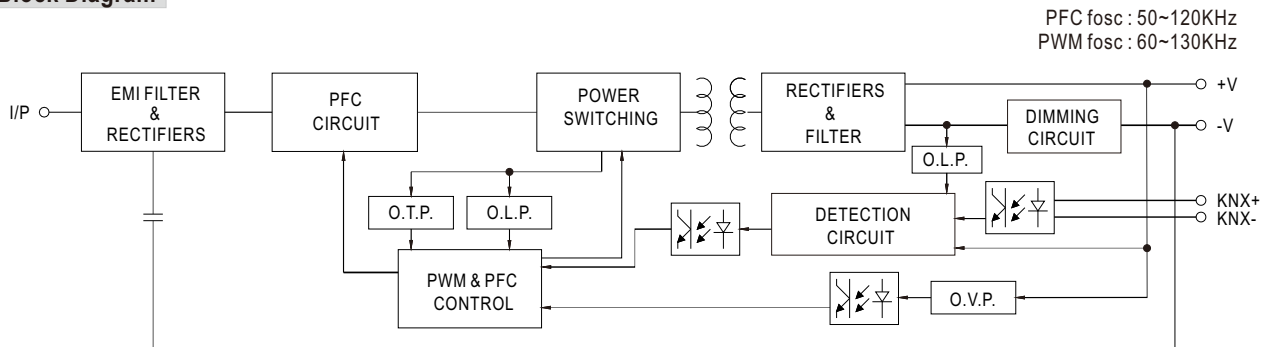 Block Diagram
PFC fosc : 50~120KHz
PWM fosc : 60~130KHz
I/P
EMI FILTER
&
RECTIFIERS
PFC
CIRCUIT
POWER
SWITCHING
RECTIFIERS
&
FILTER
DIMMING
CIRCUIT
+V
-V
O.L.P.
O.T.P.
O.L.P.
DETECTION
CIRCUIT
KNX+
KNX-
PWM & PFC
CONTROL
O.V.P.